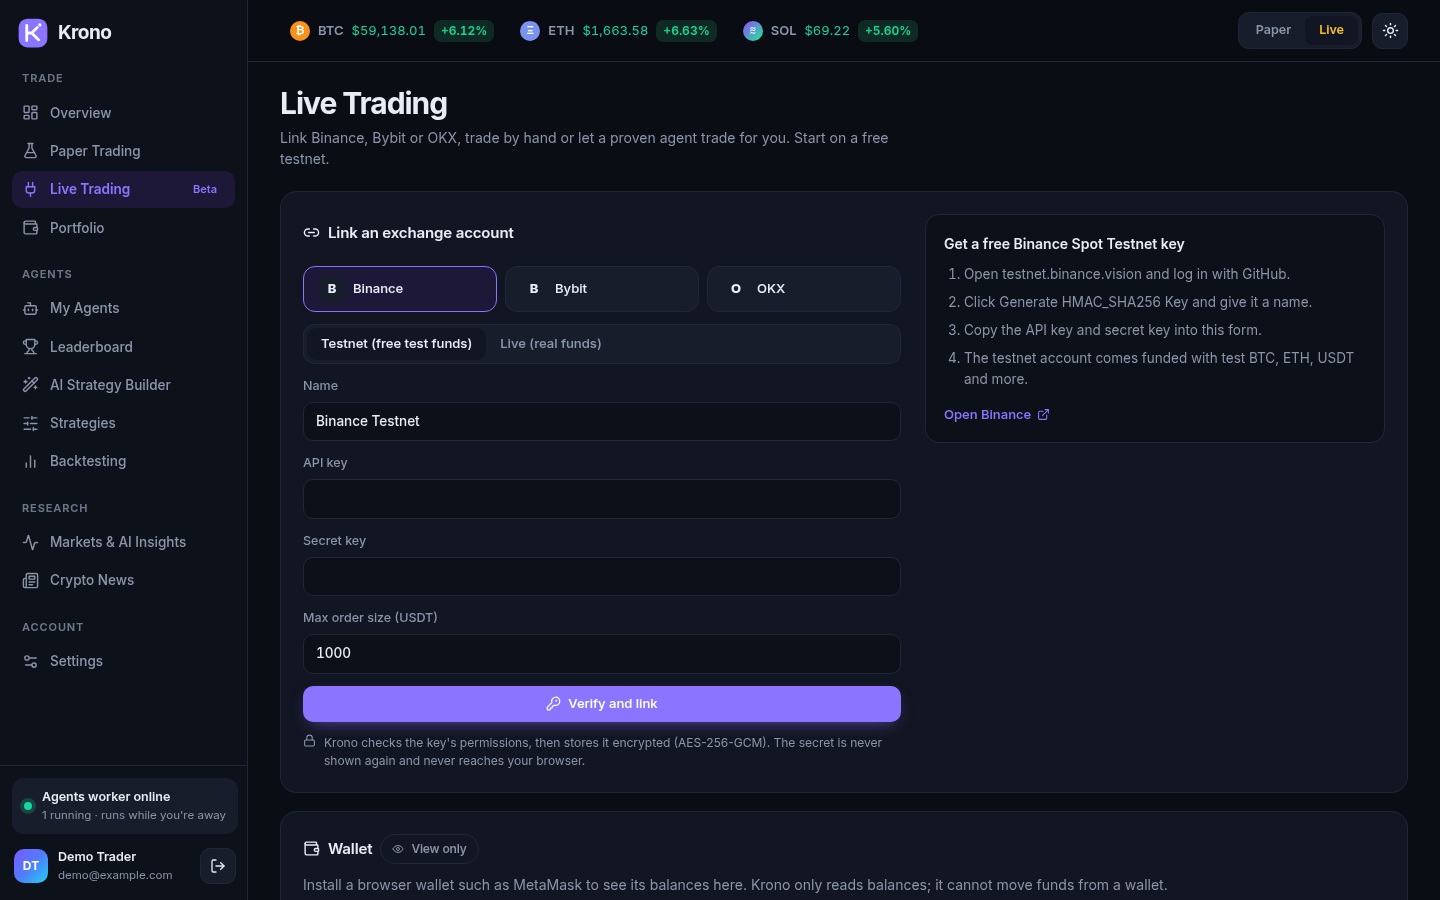 Krono
TRADE
Overview
Paper Trading
Live Trading
Beta
Portfolio
AGENTS
My Agents
Leaderboard
AI Strategy Builder
Strategies
Backtesting
RESEARCH
Markets & AI Insights
Crypto News
ACCOUNT
Settings
Agents worker online
1 running · runs while you're away
DT
Demo Trader
demo@example.com
BTC $59,138.01 +6.12%
ETH $1,663.58 +6.63%
SOL $69.22 +5.60%
Paper
Live
Live Trading
Link Binance, Bybit or OKX, trade by hand or let a proven agent trade for you. Start on a free
testnet.
Link an exchange account
B Binance
B Bybit
O OKX
Testnet (free test funds)
Live (real funds)
Name
Binance Testnet
API key
Secret key
Max order size (USDT)
1000
Verify and link
Krono checks the key's permissions, then stores it encrypted (AES-256-GCM). The secret is never
shown again and never reaches your browser.
Get a free Binance Spot Testnet key
1. Open testnet.binance.vision and log in with GitHub.
2. Click Generate HMAC_SHA256 Key and give it a name.
3. Copy the API key and secret key into this form.
4. The testnet account comes funded with test BTC, ETH, USDT
and more.
Open Binance
Wallet
View only
Install a browser wallet such as MetaMask to see its balances here. Krono only reads balances; it cannot move funds from a wallet.